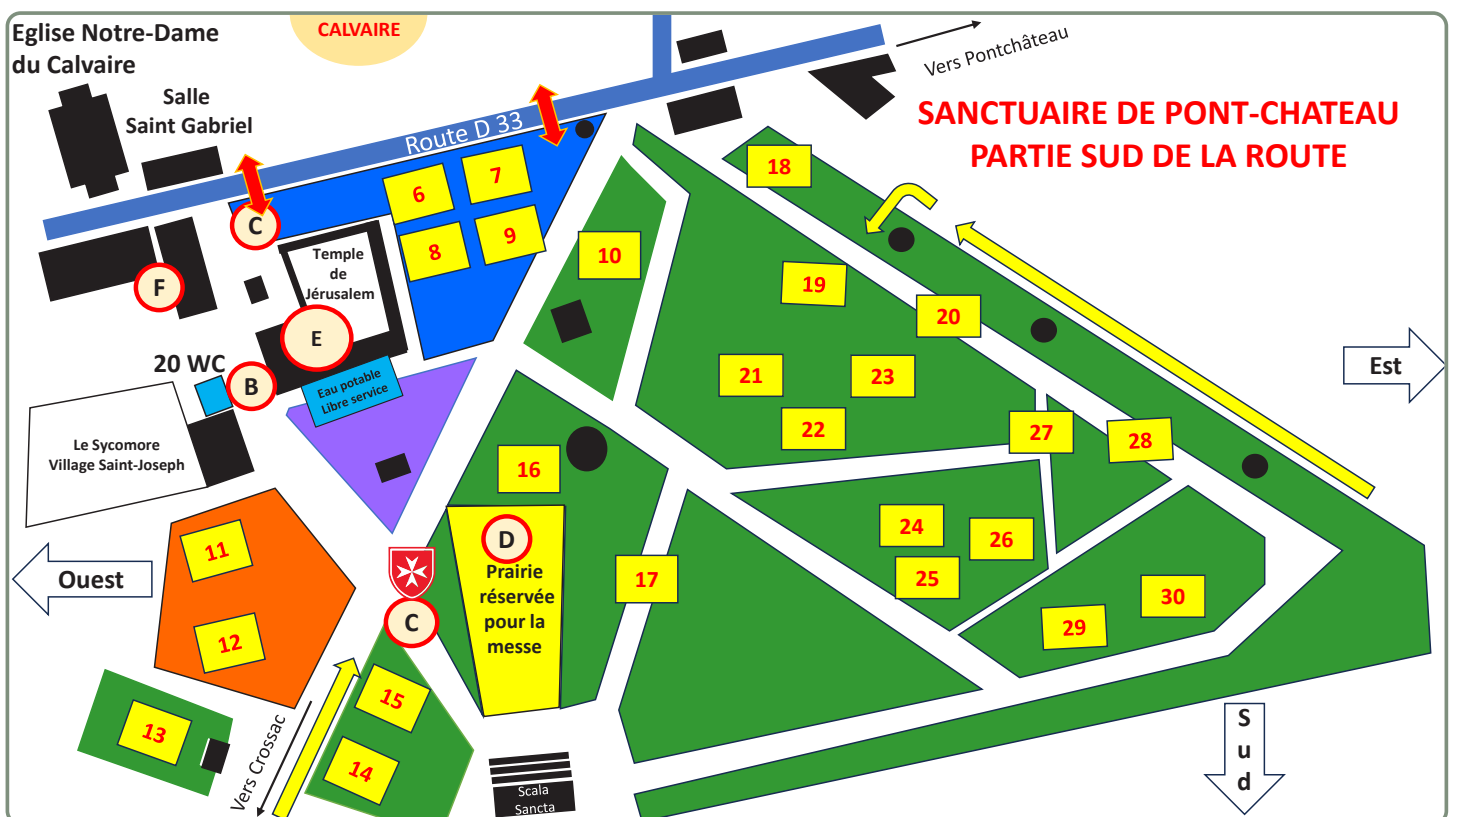 Eglise Notre-Dame
du Calvaire
CALVAIRE
Salle
Saint Gabriel
Route D 33
Vers Pontchâteau
SANCTUAIRE DE PONT-CHATEAU
PARTIE SUD DE LA ROUTE
6
7
8
9
10
18
C
Temple
de
Jérusalem
F
E
19
20
20 WC
B
Eau potable
Libre service
21
23
22
27
28
Est
Le Sycomore
Village Saint-Joseph
16
11
12
Ouest
D
Prairie
réservée
pour la
messe
17
24
26
25
30
29
C
15
13
14
Vers Crossac
Scala
Sancta
S
u
d